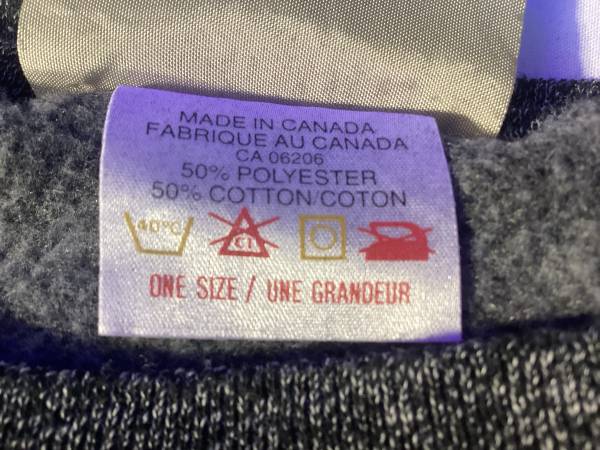 MADE IN CANADA
FABRIQUE AU CANADA
CA 06206
50% POLYESTER
50% COTTON/COTON
40°C CL
ONE SIZE / UNE GRANDEUR